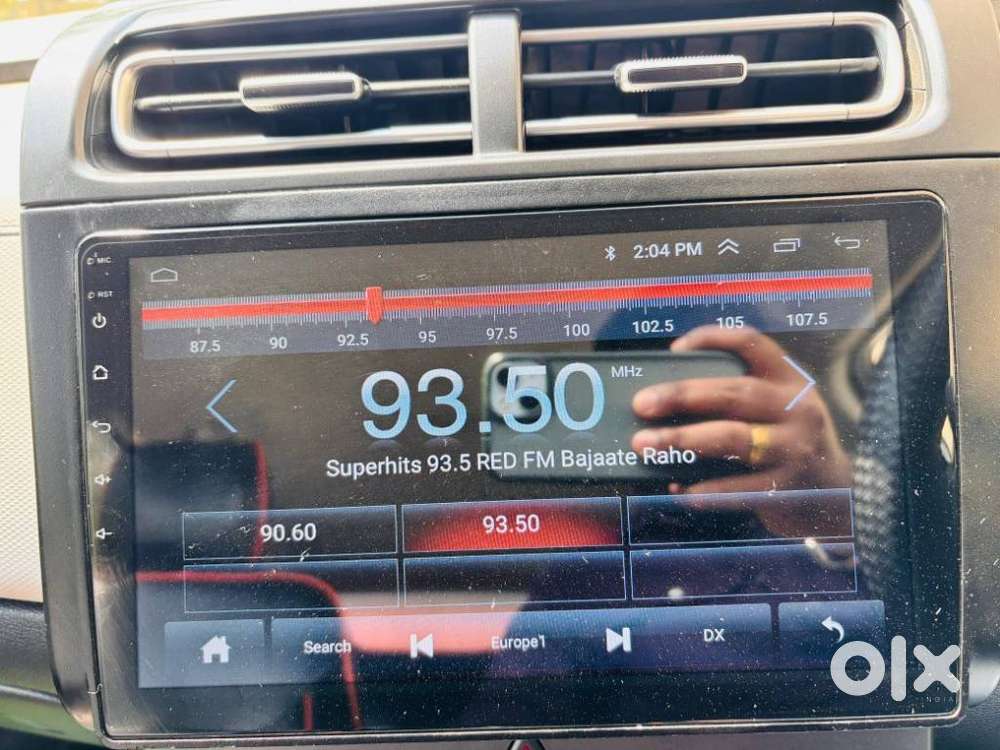 MIC
2:04 PM
RST
87.5 90 92.5 95 97.5 100 102.5 105 107.5
93.50 MHz
Superhits 93.5 RED FM Bajaate Raho
90.60 93.50
Search Europe1 DX
olx
INDIA